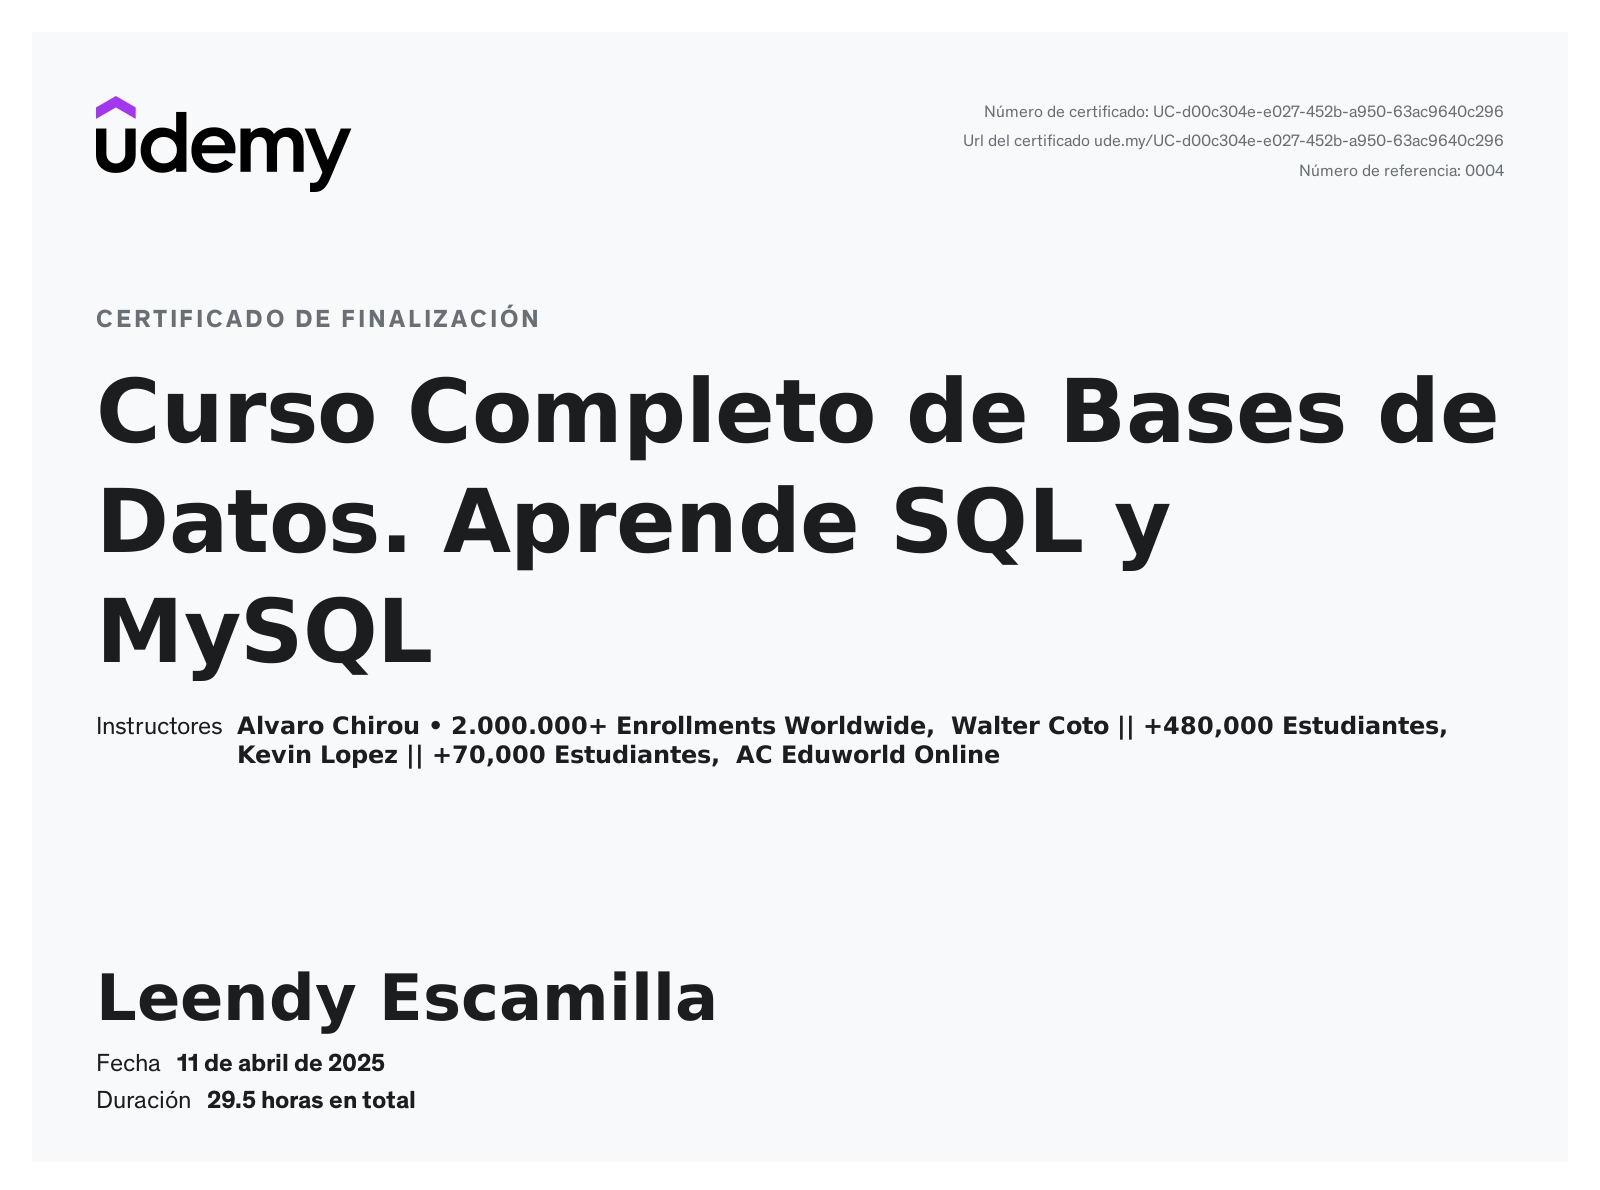 udemy
Número de certificado: UC-d00c304e-e027-452b-a950-63ac9640c296
Url del certificado ude.my/UC-d00c304e-e027-452b-a950-63ac9640c296
Número de referencia: 0004
CERTIFICADO DE FINALIZACIÓN
Curso Completo de Bases de
Datos. Aprende SQL y
MySQL
Instructores Alvaro Chirou • 2.000.000+ Enrollments Worldwide, Walter Coto || +480,000 Estudiantes,
Kevin Lopez || +70,000 Estudiantes, AC Eduworld Online
Leendy Escamilla
Fecha 11 de abril de 2025
Duración 29.5 horas en total